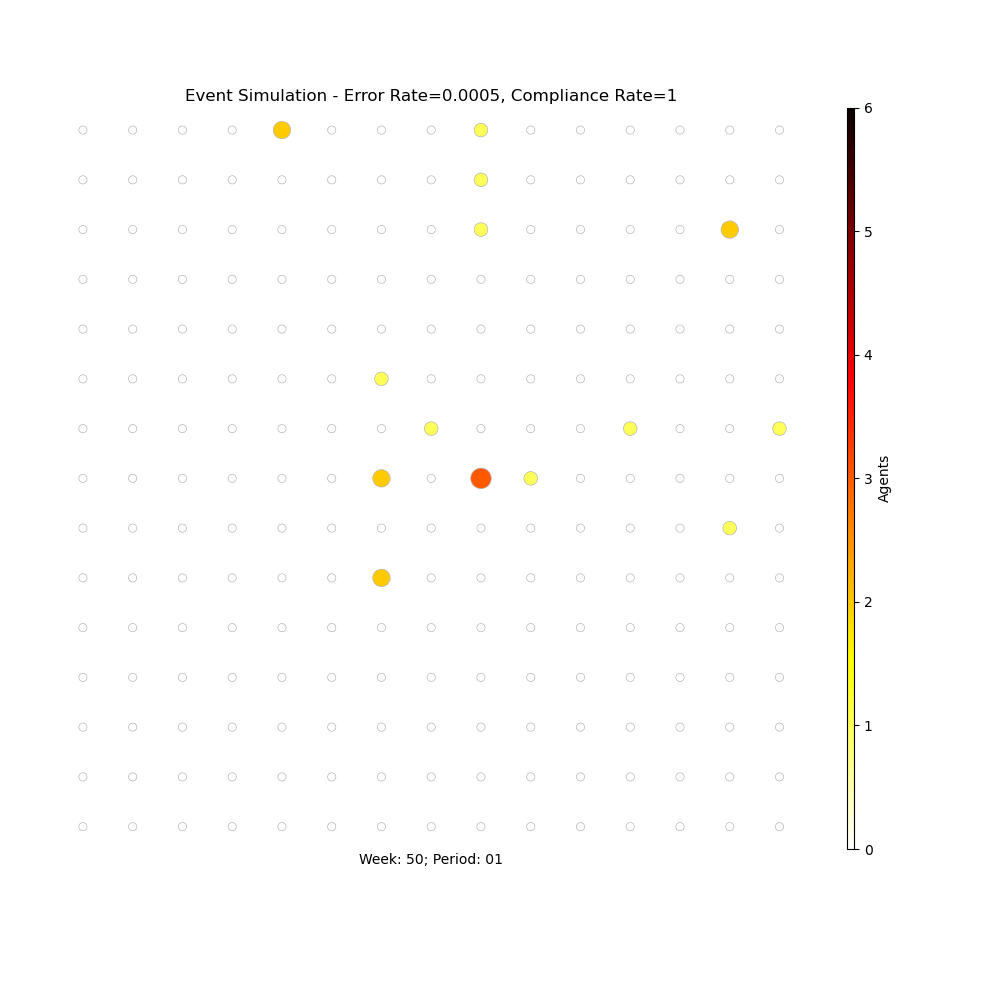 Event Simulation - Error Rate=0.0005, Compliance Rate=1
6
5
4
3
2
1
0
Agents
Week: 50; Period: 01